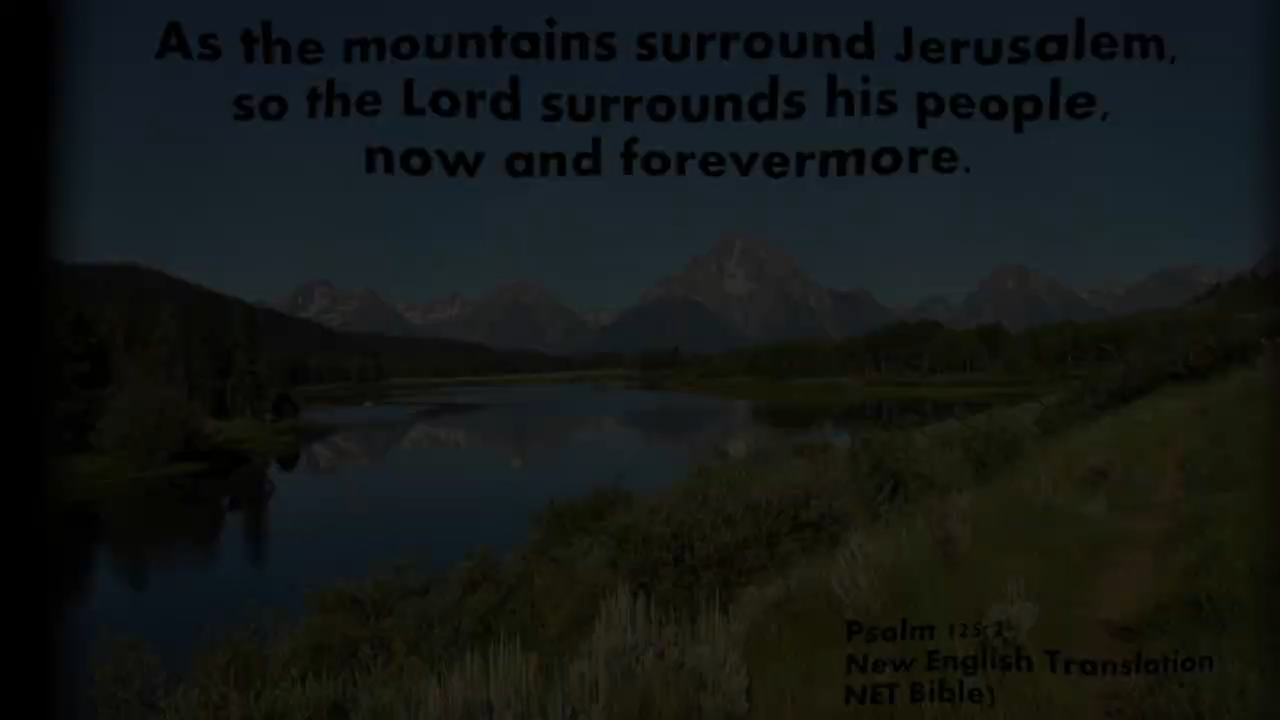 As the mountains surround Jerusalem,
so the Lord surrounds his people,
now and forevermore.
Psalm 125:2
New English Translation
NET Bible)